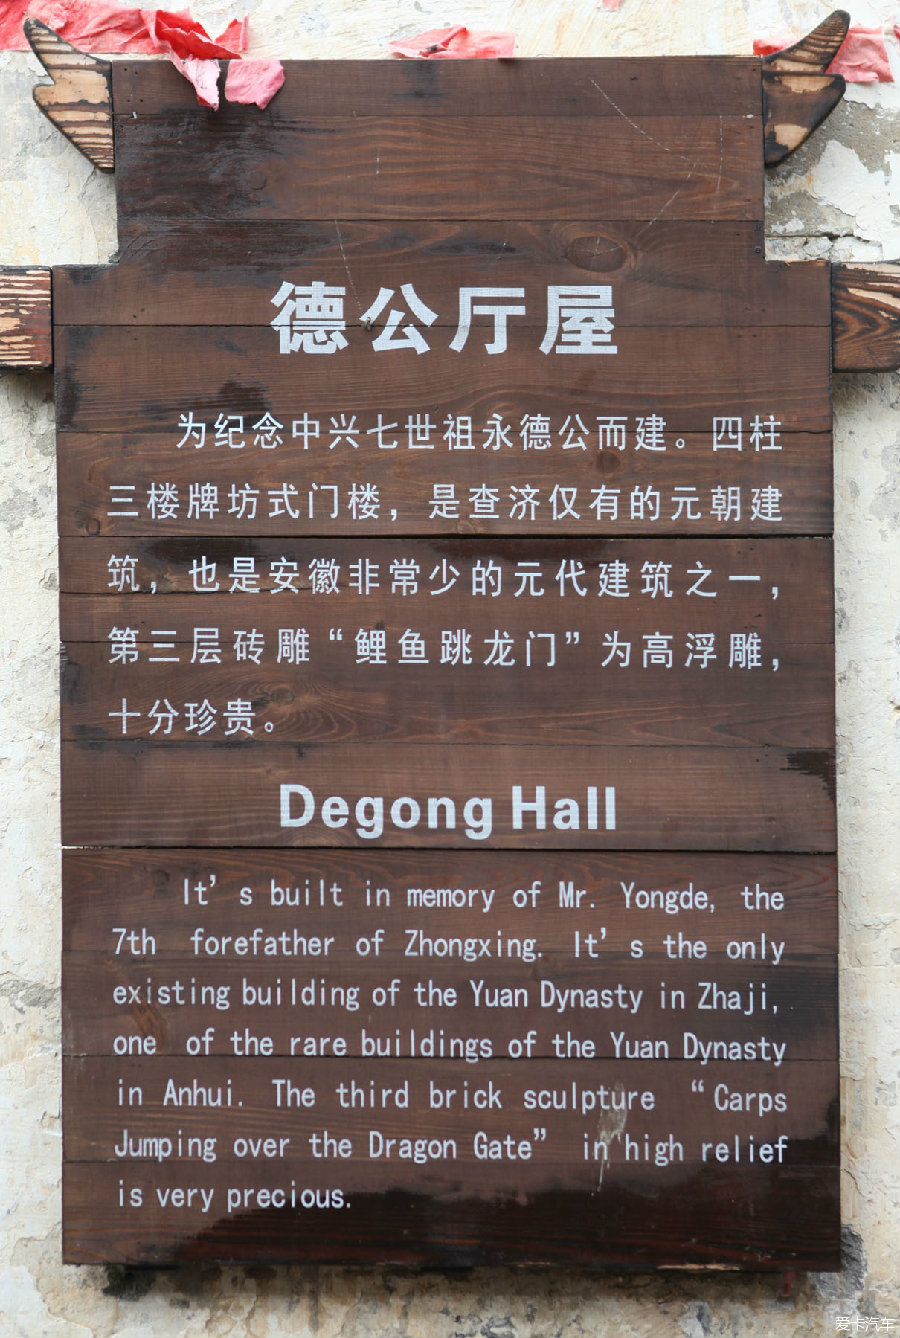 德公厅屋
为纪念中兴七世祖永德公而建。四柱
三楼牌坊式门楼，是查济仅有的元朝建
筑，也是安徽非常少的元代建筑之一，
第三层砖雕“鲤鱼跳龙门”为高浮雕，
十分珍贵。
Degong Hall
It’s built in memory of Mr. Yongde, the
7th forefather of Zhongxing. It’s the only
existing building of the Yuan Dynasty in Zhaji,
one of the rare buildings of the Yuan Dynasty
in Anhui. The third brick sculpture “Carps
Jumping over the Dragon Gate” in high relief
is very precious.
爱卡汽车